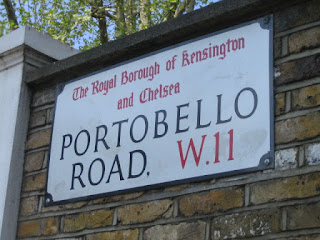 The Royal Borough of Kensington
and Chelsea
PORTOBELLO
ROAD, W.11